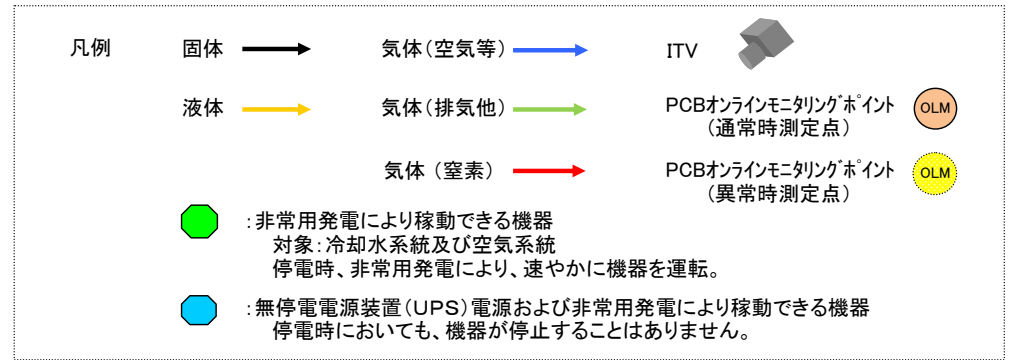 凡例 固体 気体(空気等) ITV
液体 気体(排気他) PCBオンラインモニタリングポイント OLM
(通常時測定点)
気体(窒素) PCBオンラインモニタリングポイント OLM
(異常時測定点)
:非常用発電により稼動できる機器
対象:冷却水系統及び空気系統
停電時、非常用発電により、速やかに機器を運転。
:無停電電源装置(UPS)電源および非常用発電により稼動できる機器
停電時においても、機器が停止することはありません。